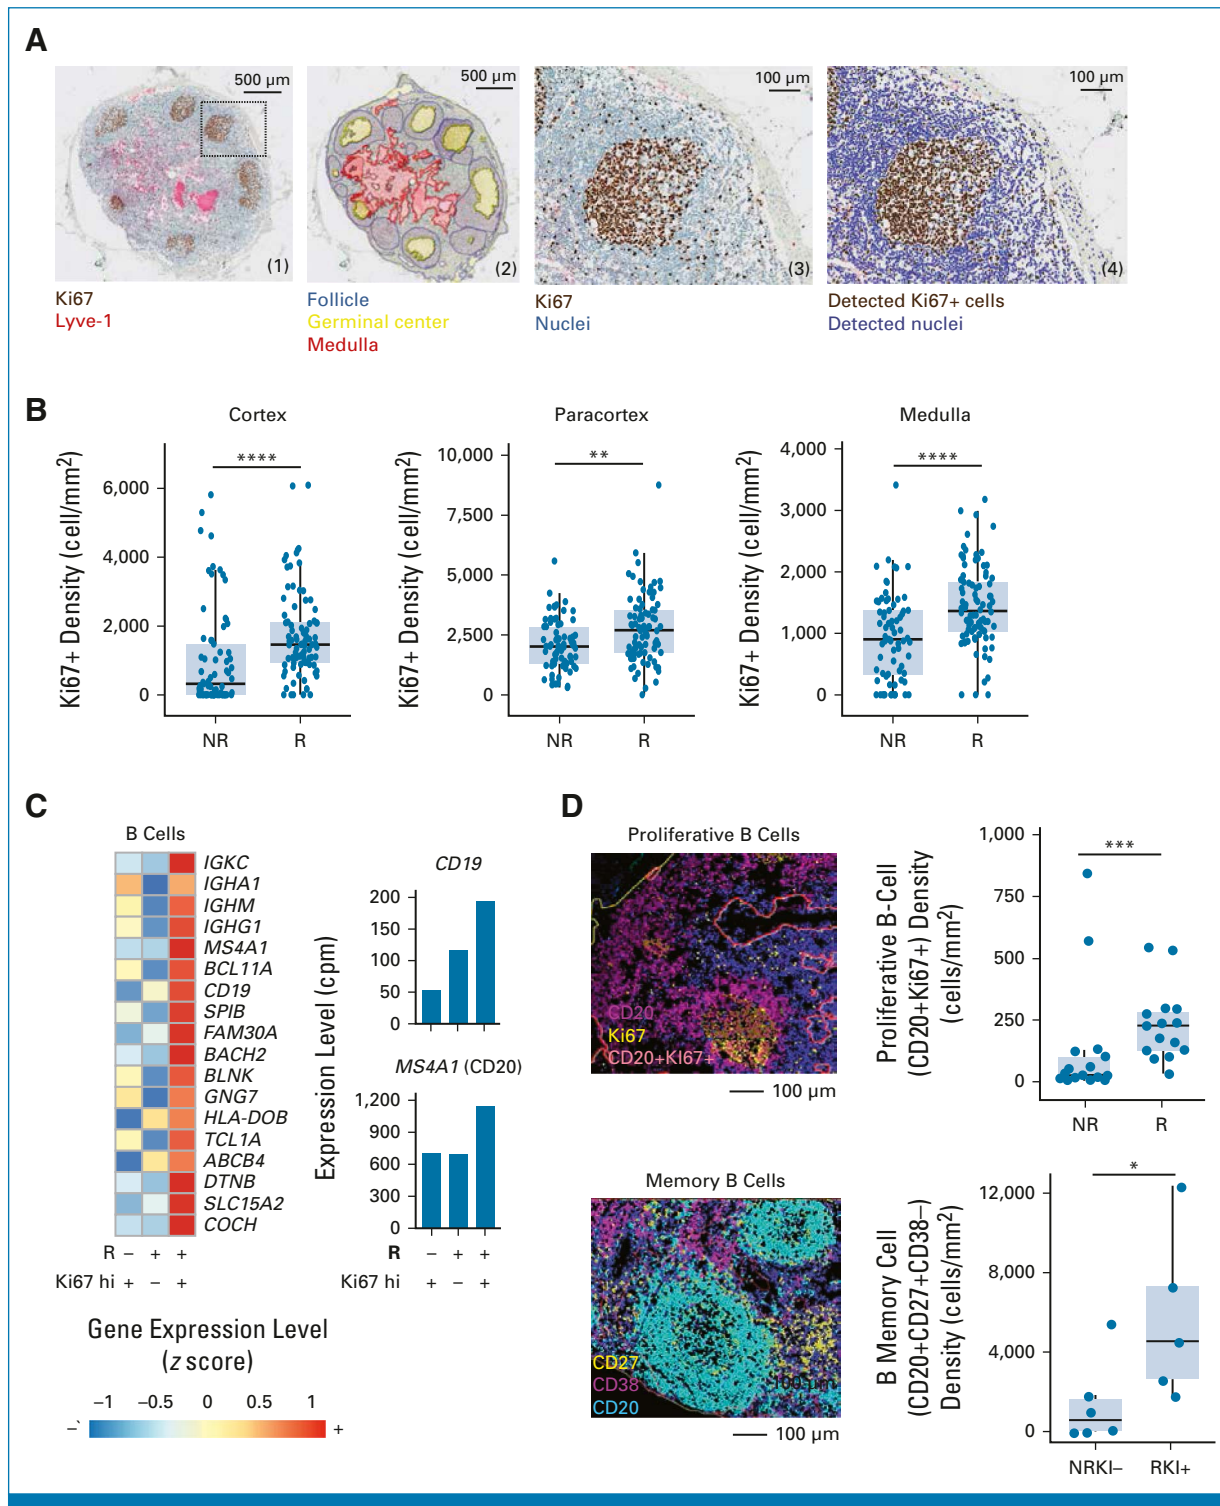 A
500 µm
500 µm
100 µm
100 µm
(1)
(2)
(3)
(4)
Ki67
Lyve-1
Follicle
Germinal center
Medulla
Ki67
Nuclei
Detected Ki67+ cells
Detected nuclei
B
Cortex
Ki67+ Density (cell/mm²)
6,000
4,000
2,000
0
****
NR
R
Paracortex
Ki67+ Density (cell/mm²)
10,000
7,500
5,000
2,500
0
**
NR
R
Medulla
Ki67+ Density (cell/mm²)
4,000
3,000
2,000
1,000
0
****
NR
R
C
B Cells
IGKC
IGHA1
IGHM
IGHG1
MS4A1
BCL11A
CD19
SPIB
FAM30A
BACH2
BLNK
GNG7
HLA-DOB
TCL1A
ABCB4
DTNB
SLC15A2
COCH
R – + +
Ki67 hi + – +
Gene Expression Level
(z score)
–1 –0.5 0 0.5 1
–` +
Expression Level (cpm)
CD19
200
150
100
50
0
MS4A1 (CD20)
1,200
900
600
300
0
R – + +
Ki67 hi + – +
D
Proliferative B Cells
CD20
Ki67
CD20+KI67+
100 µm
Proliferative B-Cell
(CD20+Ki67+) Density
(cells/mm²)
1,000
750
500
250
0
***
NR
R
Memory B Cells
CD27
CD38
CD20
100 µm
100 µm
B Memory Cell
(CD20+CD27+CD38–)
Density (cells/mm²)
12,000
8,000
4,000
0
*
NRKI–
RKI+